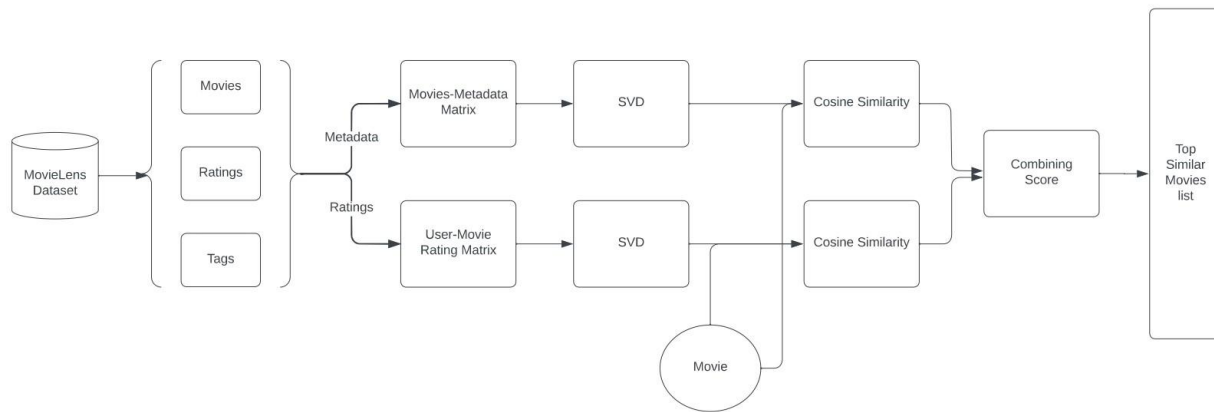 MovieLens
Dataset
Movies
Ratings
Tags
Metadata
Ratings
Movies-Metadata
Matrix
User-Movie
Rating Matrix
SVD
SVD
Movie
Cosine Similarity
Cosine Similarity
Combining
Score
Top
Similar
Movies
list